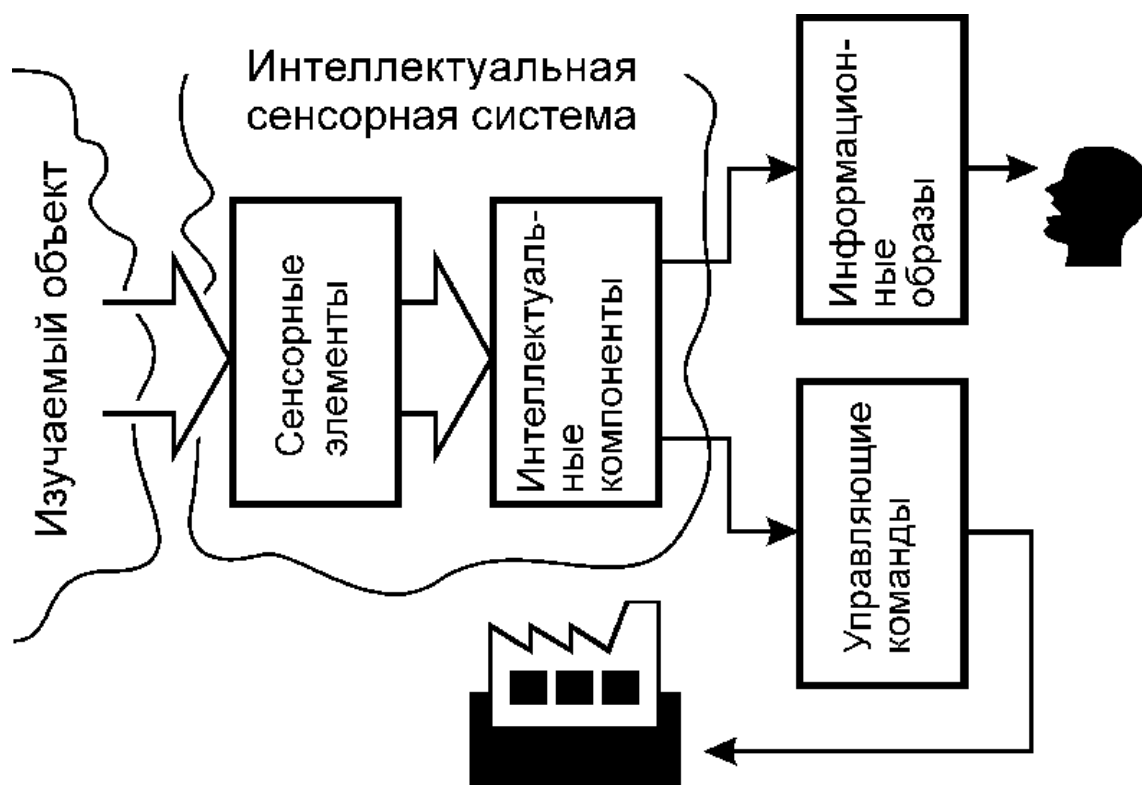 Интеллектуальная
сенсорная система
Изучаемый объект
Сенсорные
элементы
Интеллектуаль-
ные
компоненты
Информацион-
ные
образы
Управляющие
команды